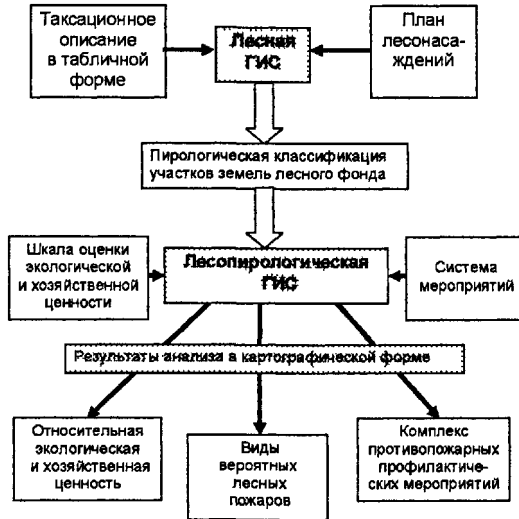 Таксационное
описание
в табличной
форме
Лесная
ГИС
План
лесонаса-
ждений
Пирологическая классификация
участков земель лесного фонда
Шкала оценки
экологической
и хозяйственной
ценности
Лесопирологическая
ГИС
Система
мероприятий
Результаты анализа в картографической форме
Относительная
экологическая
и хозяйственная
ценность
Виды
вероятных
лесных
пожаров
Комплекс
противопожарных
профилактиче-
ских мероприятий